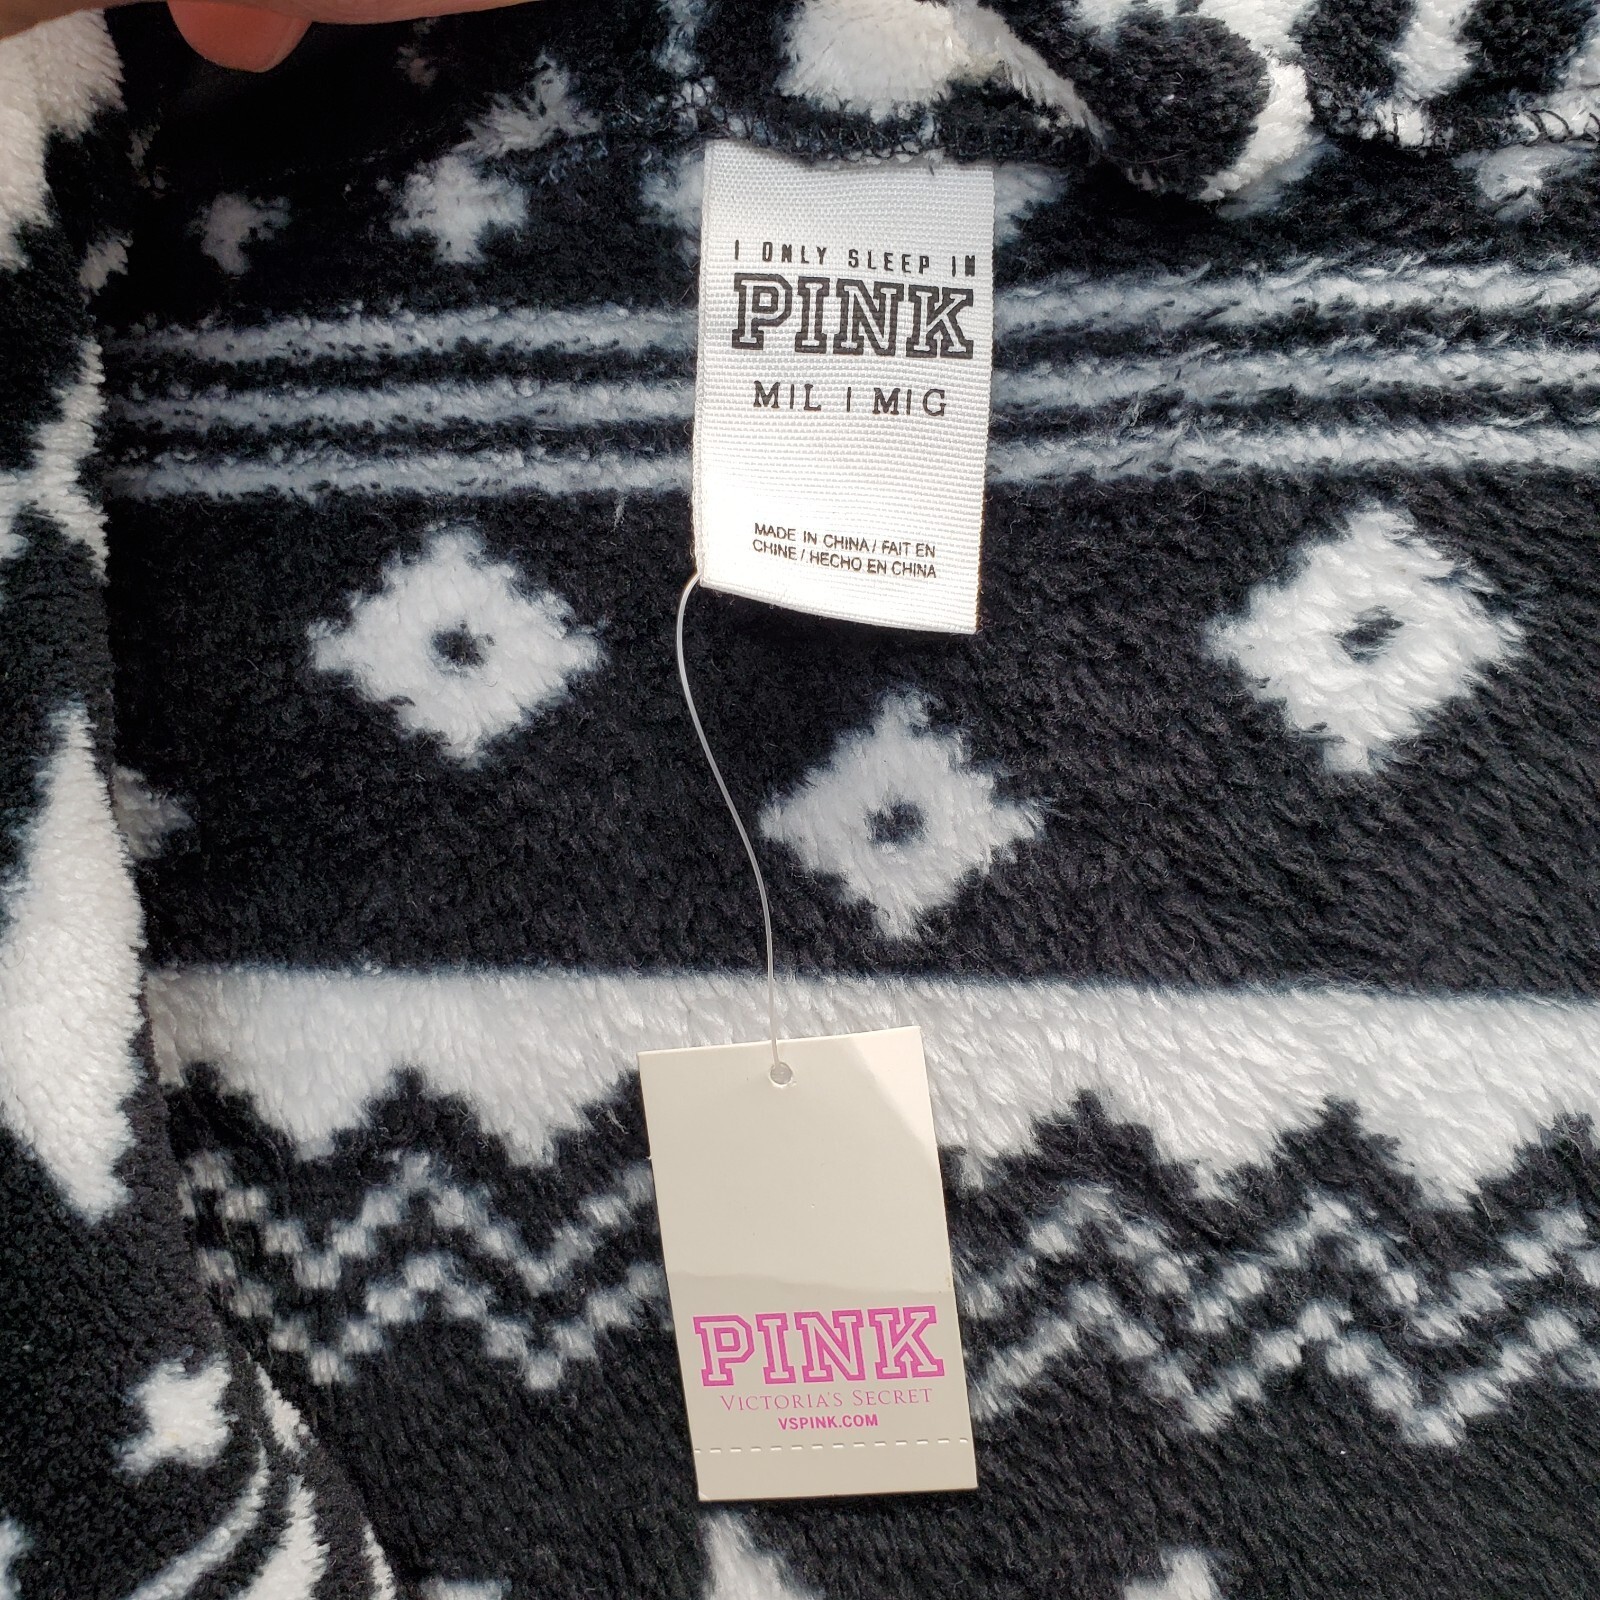 I ONLY SLEEP IN
PINK
M|L | M|G
MADE IN CHINA / FAIT EN
CHINE / HECHO EN CHINA
PINK
VICTORIA'S SECRET
VSPINK.COM